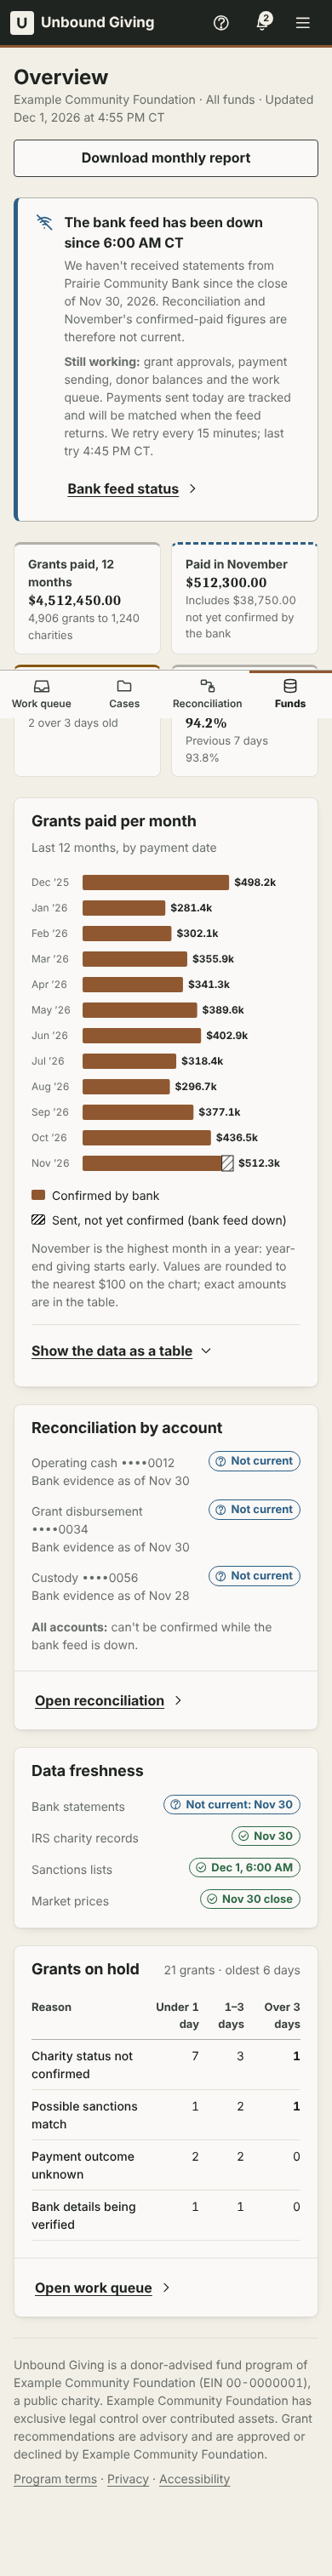 U Unbound Giving 2
Overview
Example Community Foundation · All funds · Updated
Dec 1, 2026 at 4:55 PM CT
Download monthly report
The bank feed has been down
since 6:00 AM CT
We haven't received statements from
Prairie Community Bank since the close
of Nov 30, 2026. Reconciliation and
November's confirmed-paid figures are
therefore not current.
Still working: grant approvals, payment
sending, donor balances and the work
queue. Payments sent today are tracked
and will be matched when the feed
returns. We retry every 15 minutes; last
try 4:45 PM CT.
Bank feed status
Grants paid, 12
months
$4,512,450.00
4,906 grants to 1,240
charities
Paid in November
$512,300.00
Includes $38,750.00
not yet confirmed by
the bank
Work queue
Cases
Reconciliation
Funds
2 over 3 days old
94.2%
Previous 7 days
93.8%
Grants paid per month
Last 12 months, by payment date
Dec ’25 $498.2k
Jan ’26 $281.4k
Feb ’26 $302.1k
Mar ’26 $355.9k
Apr ’26 $341.3k
May ’26 $389.6k
Jun ’26 $402.9k
Jul ’26 $318.4k
Aug ’26 $296.7k
Sep ’26 $377.1k
Oct ’26 $436.5k
Nov ’26 $512.3k
Confirmed by bank
Sent, not yet confirmed (bank feed down)
November is the highest month in a year: year-
end giving starts early. Values are rounded to
the nearest $100 on the chart; exact amounts
are in the table.
Show the data as a table
Reconciliation by account
Operating cash ••••0012 Not current
Bank evidence as of Nov 30
Grant disbursement Not current
••••0034
Bank evidence as of Nov 30
Custody ••••0056 Not current
Bank evidence as of Nov 28
All accounts: can't be confirmed while the
bank feed is down.
Open reconciliation
Data freshness
Bank statements Not current: Nov 30
IRS charity records Nov 30
Sanctions lists Dec 1, 6:00 AM
Market prices Nov 30 close
Grants on hold 21 grants · oldest 6 days
Reason Under 1 1–3 Over 3
day days days
Charity status not 7 3 1
confirmed
Possible sanctions 1 2 1
match
Payment outcome 2 2 0
unknown
Bank details being 1 1 0
verified
Open work queue
Unbound Giving is a donor-advised fund program of
Example Community Foundation (EIN 00-0000001),
a public charity. Example Community Foundation has
exclusive legal control over contributed assets. Grant
recommendations are advisory and are approved or
declined by Example Community Foundation.
Program terms · Privacy · Accessibility